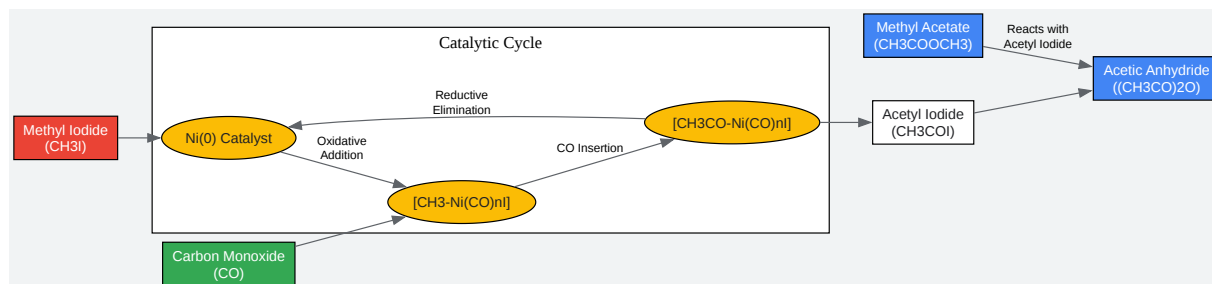 Catalytic Cycle
Methyl Iodide
(CH3I)
Ni(0) Catalyst
Oxidative
Addition
Reductive
Elimination
[CH3-Ni(CO)nI]
Carbon Monoxide
(CO)
CO Insertion
[CH3CO-Ni(CO)nI]
Methyl Acetate
(CH3COOCH3)
Reacts with
Acetyl Iodide
Acetyl Iodide
(CH3COI)
Acetic Anhydride
((CH3CO)2O)